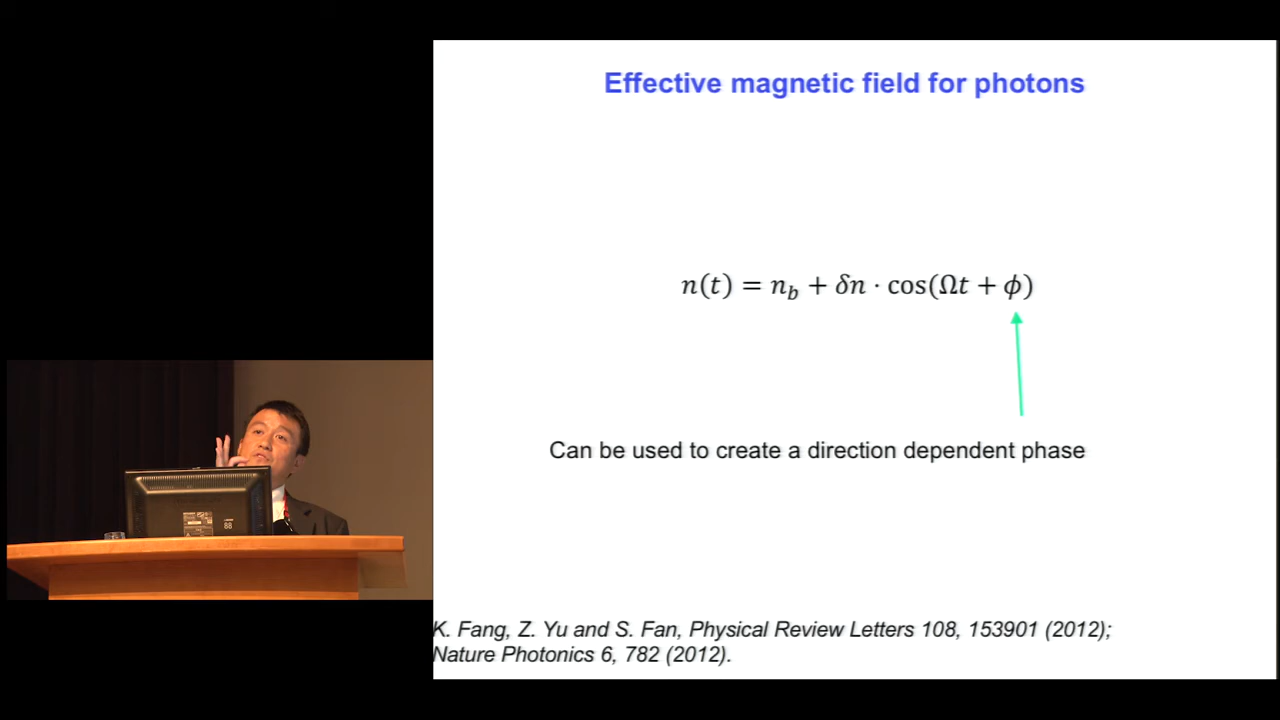 Effective magnetic field for photons
n(t) = n_b + δn · cos(Ωt + ϕ)
Can be used to create a direction dependent phase
K. Fang, Z. Yu and S. Fan, Physical Review Letters 108, 153901 (2012);
Nature Photonics 6, 782 (2012).
88